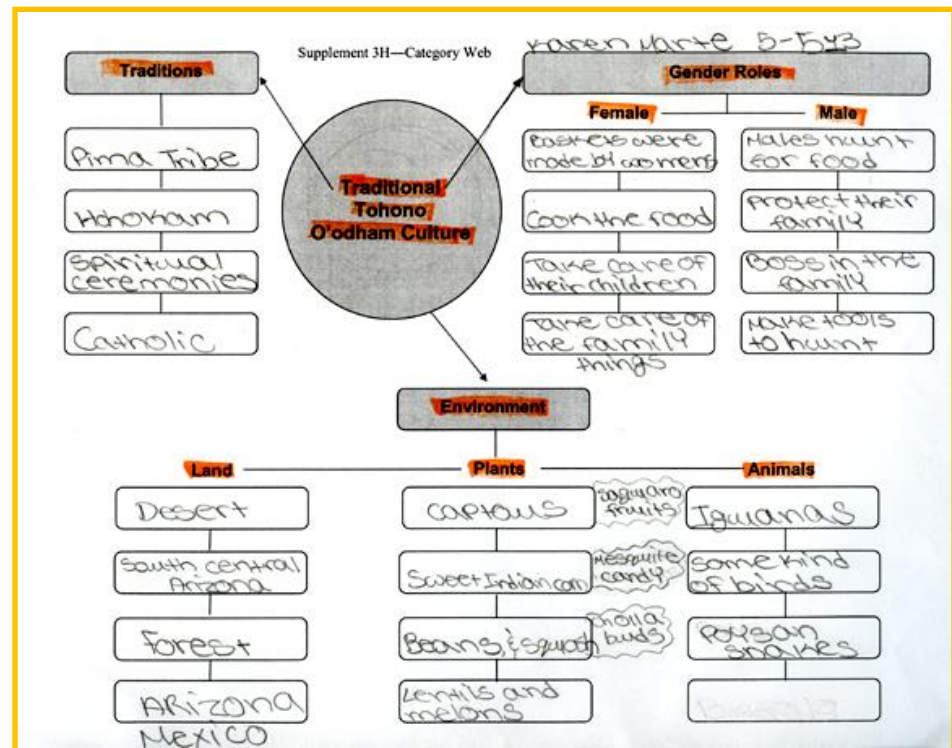 Supplement 3H—Category Web
Karen Marte 5-543
Traditions
Pima Tribe
Hohokam
Spiritual
ceremonies
Catholic
Traditional
Tohono
O'odham Culture
Gender Roles
Female
Baskets were
made by womens
Cook the food
Take care of
their children
Take care of
the family
things
Male
Males huunt
for food
protect their
family
Boss in the
family
Make tools
to huunt
Environment
Land
Desert
South central
Arizona
Forest
ARizona
Mexico
Plants
captous
Sweet Indian corn
Beans, & squash
Lentils and
melons
saguaro
fruits
Mesquite
candy
cholla
buds
Animals
Iguanas
some kind
of birds
Poysan
snakes